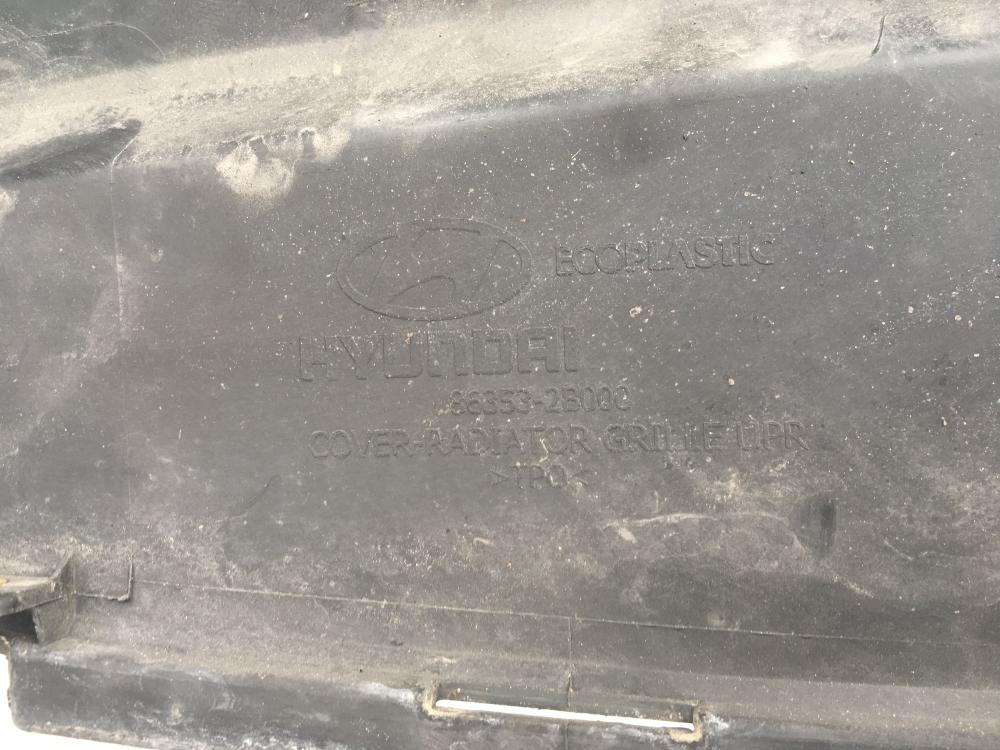 ECOPLASTIC
HYUNDAI
86353-2B000
COVER-RADIATOR GRILLE UPR
>TPO<